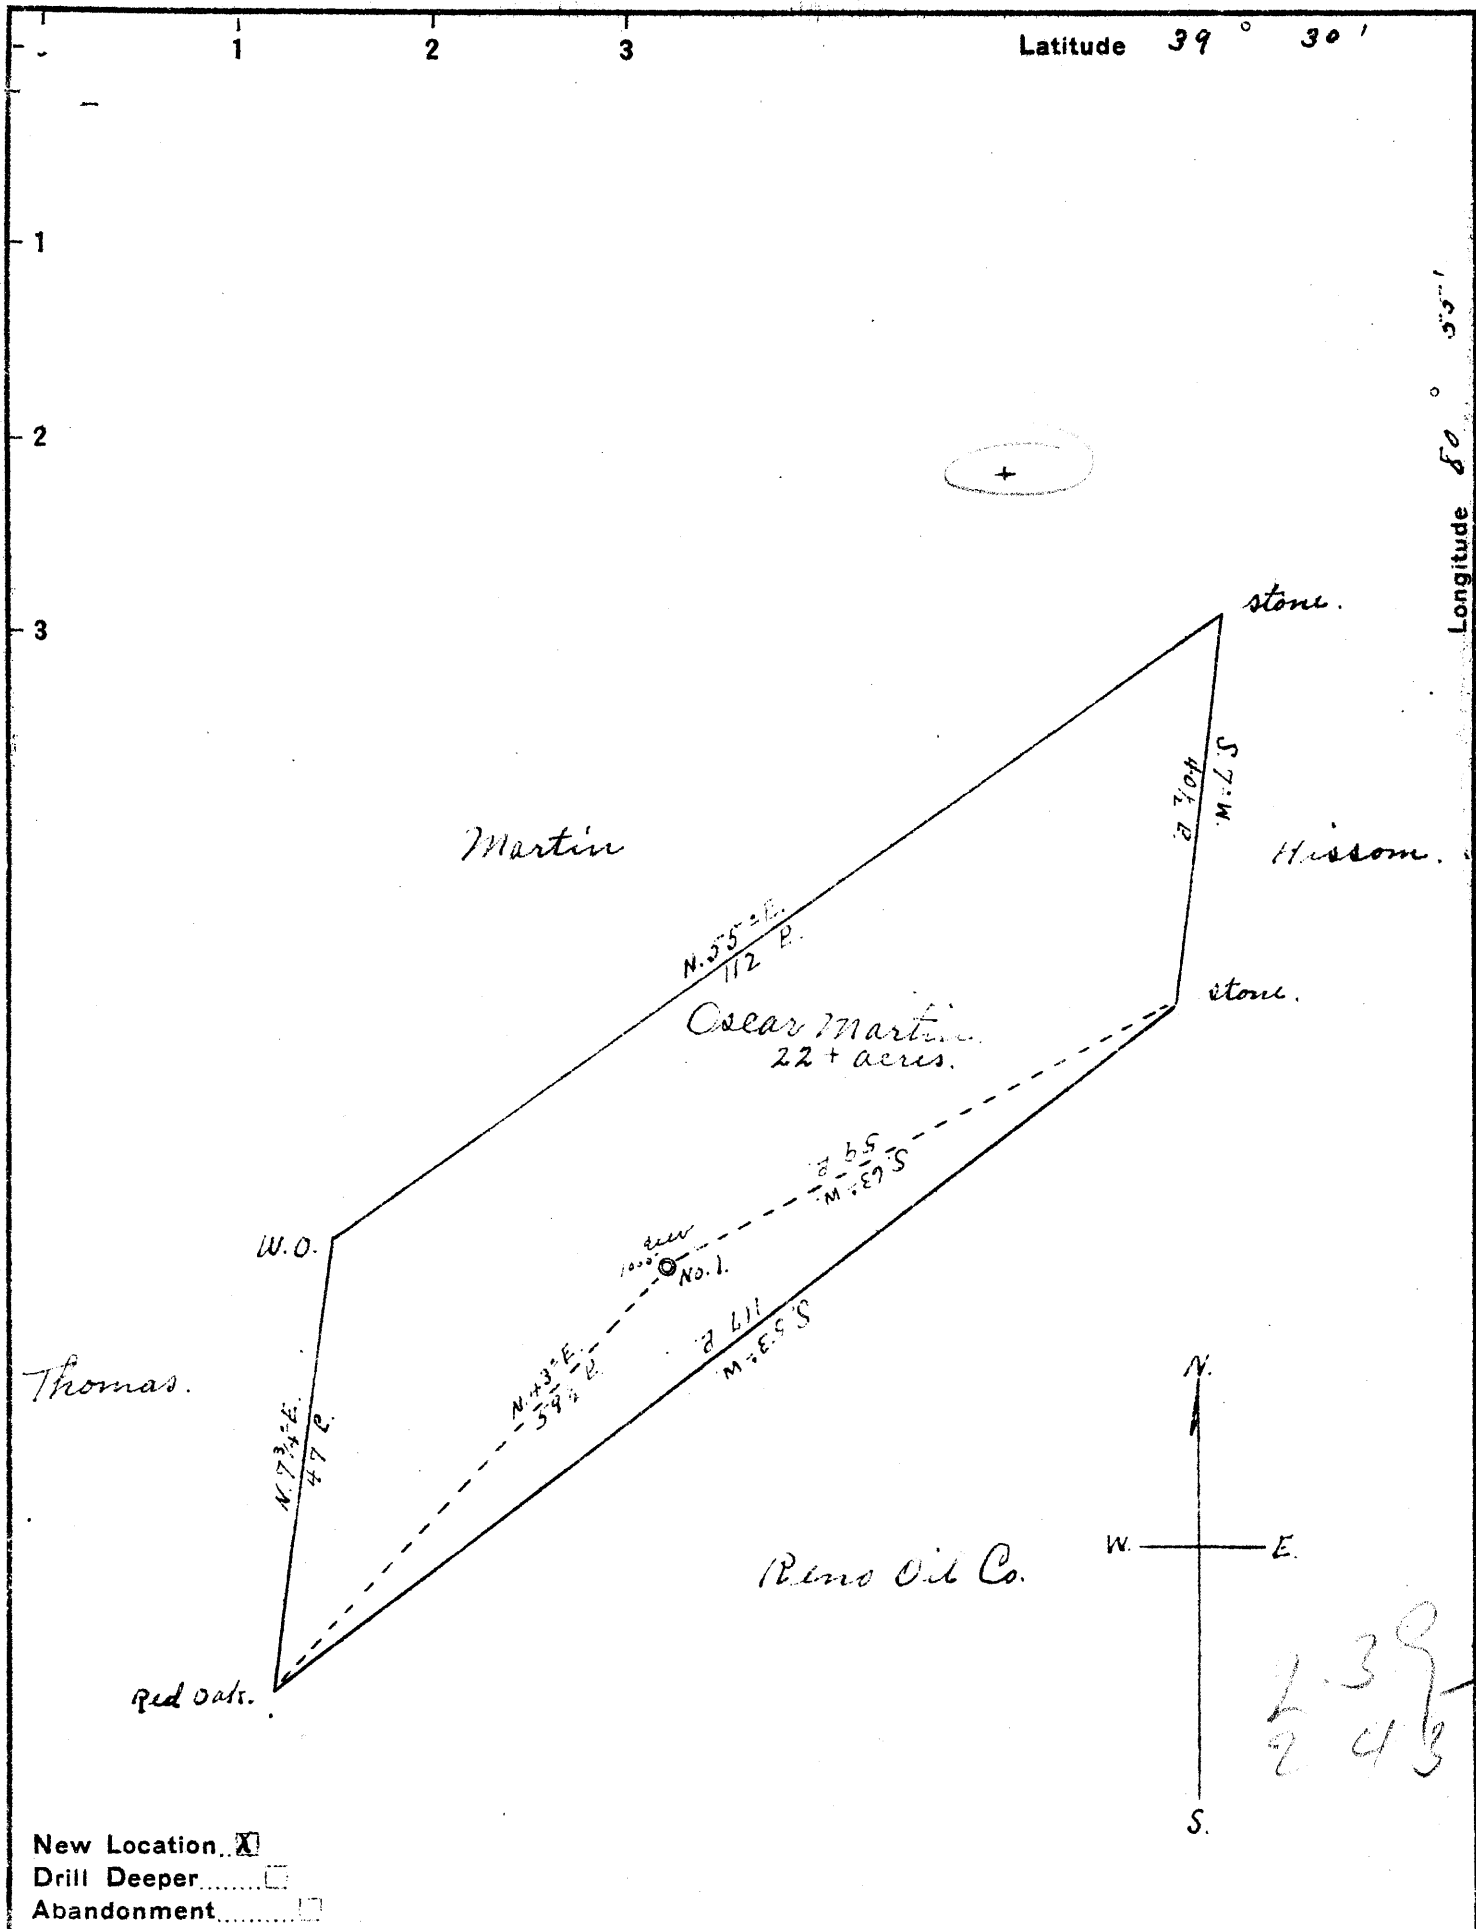 1 2 3 Latitude 39° 30'
1
2
3
Longitude 80° 55'
stone.
S. 7° W.
40½ P.
Martin
Hissom.
N. 55° E.
112 P.
stone.
Oscar Martin
22 + acres.
S. 63° W.
59 P.
W.O.
elev
1000'
No. 1.
S. 53° W.
117 P.
Thomas.
N. 43° E.
N. 7¾° E.
47 P.
N.
W. E.
S.
Reno Oil Co.
Red Oak.
New Location.. X
Drill Deeper........
Abandonment..........